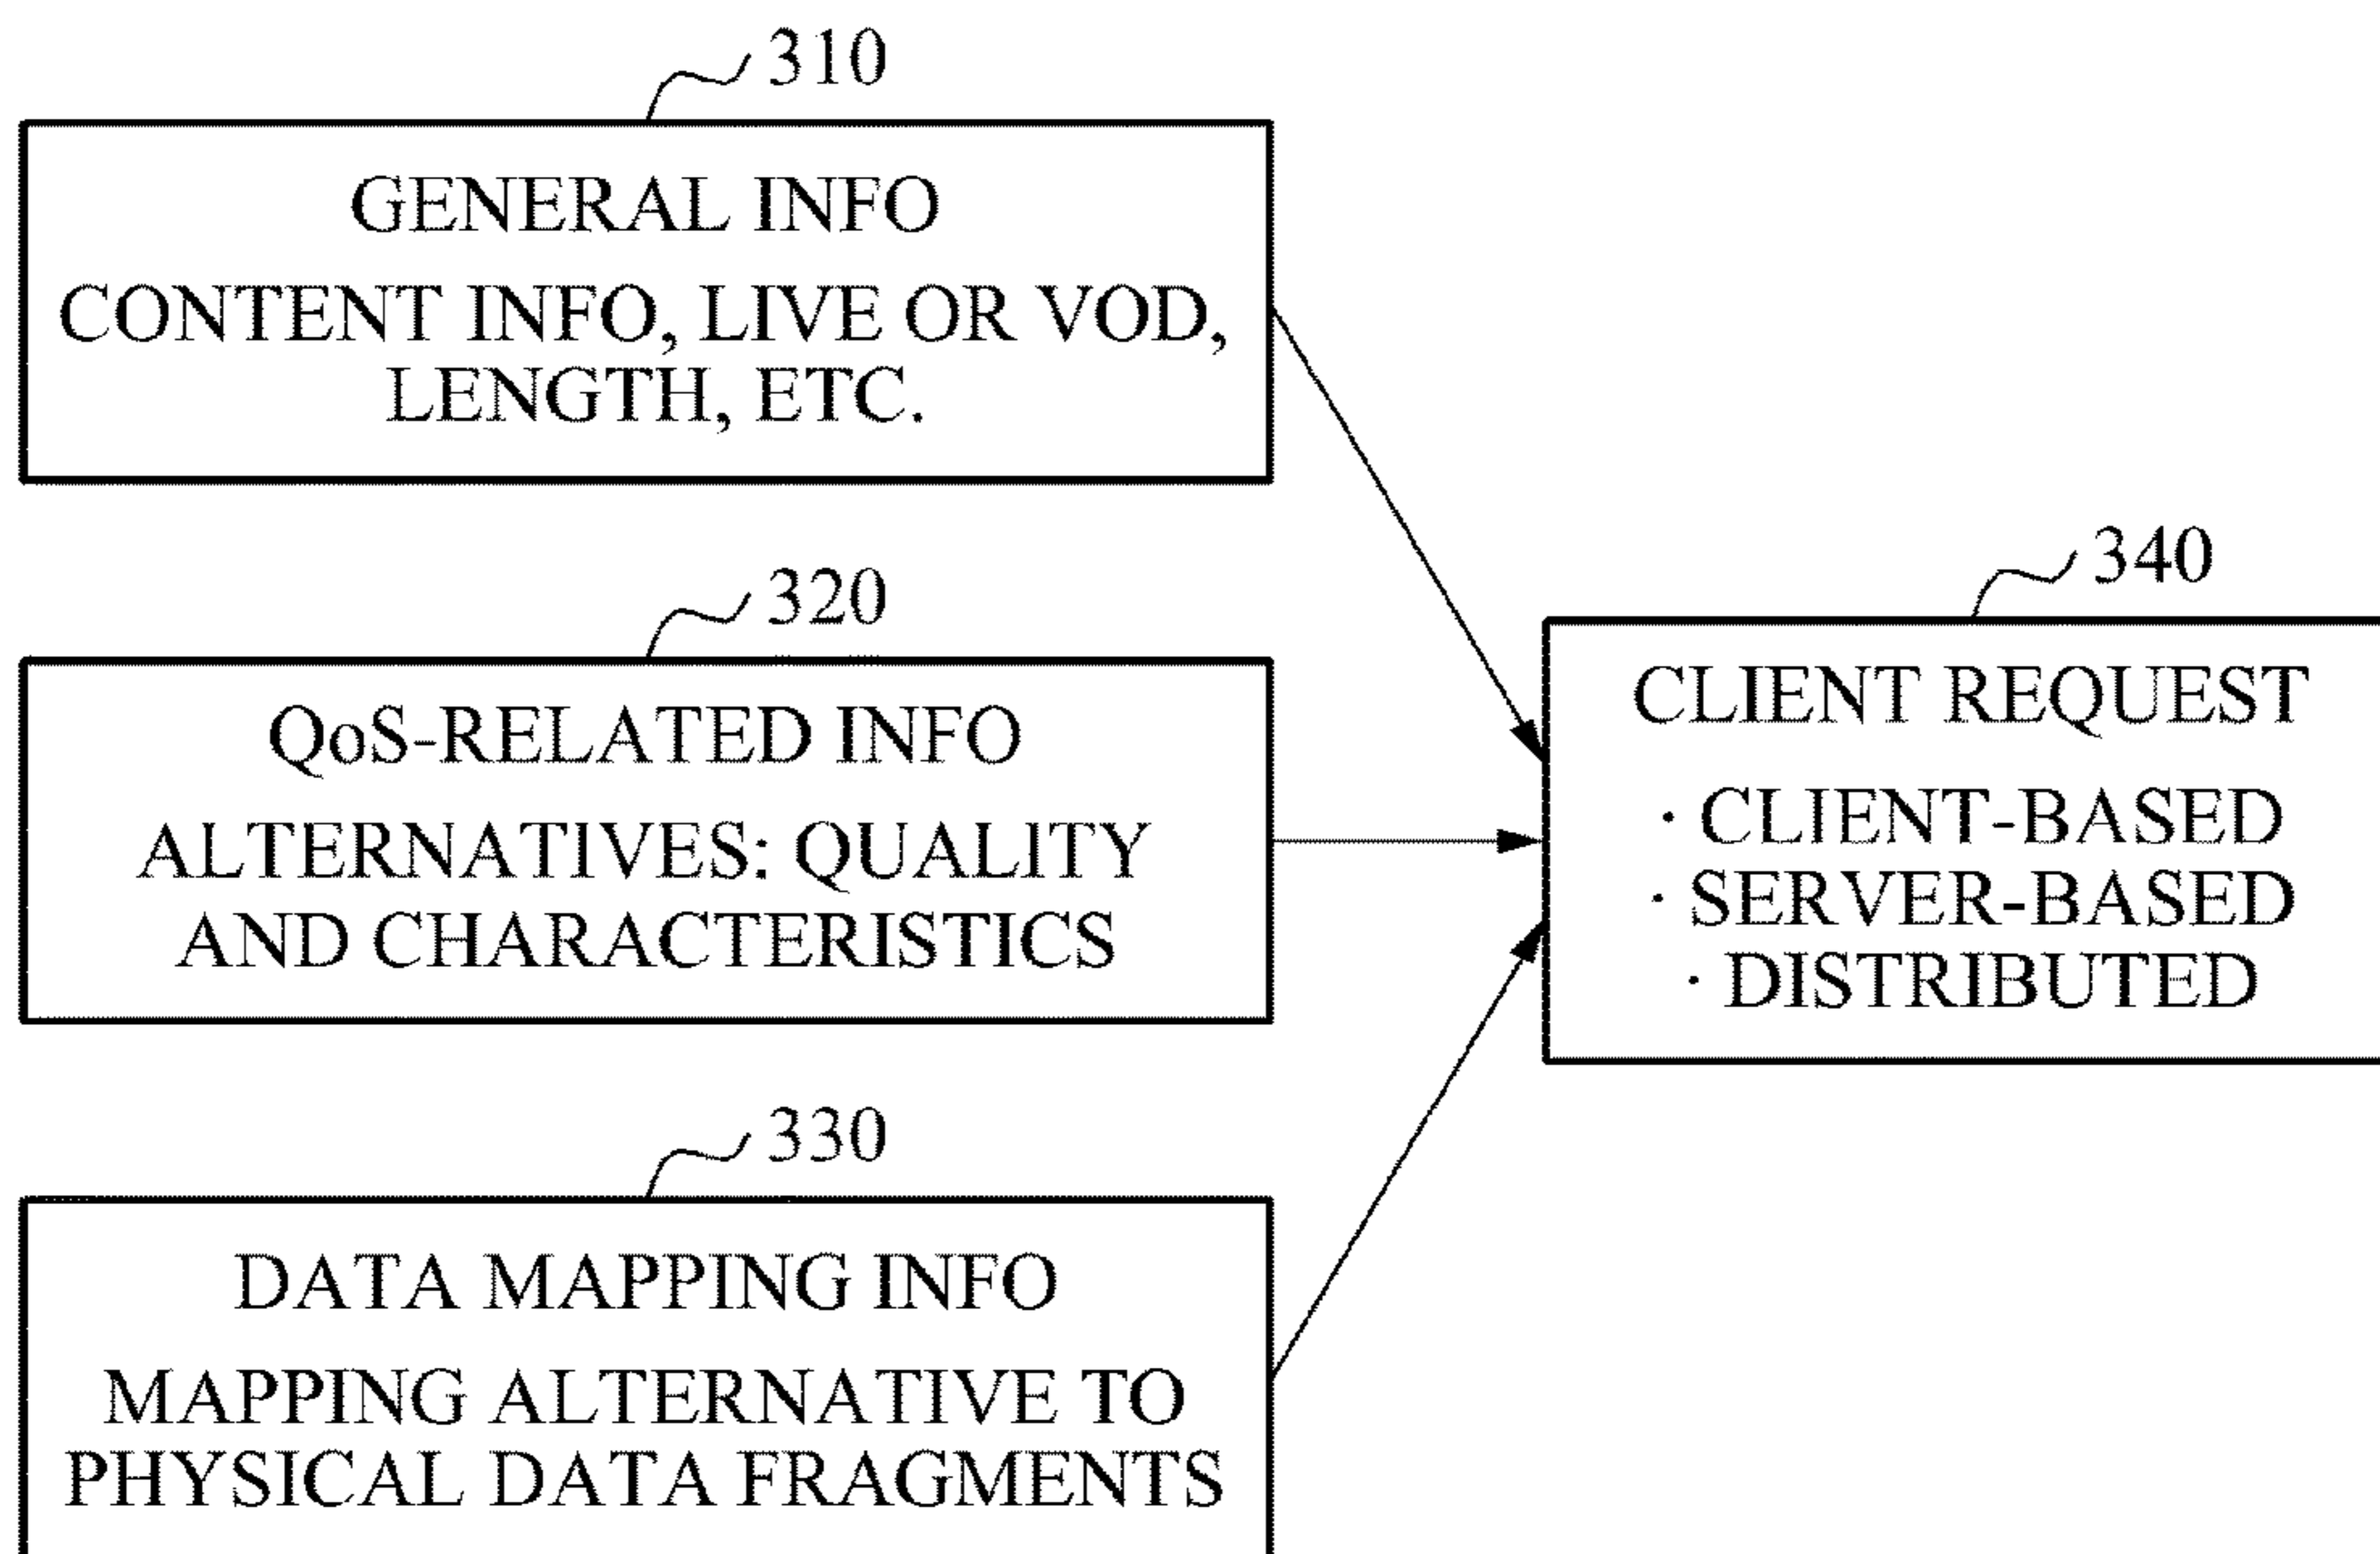 310
GENERAL INFO
CONTENT INFO, LIVE OR VOD,
LENGTH, ETC.
320
QoS-RELATED INFO
ALTERNATIVES: QUALITY
AND CHARACTERISTICS
330
DATA MAPPING INFO
MAPPING ALTERNATIVE TO
PHYSICAL DATA FRAGMENTS
340
CLIENT REQUEST
· CLIENT-BASED
· SERVER-BASED
· DISTRIBUTED